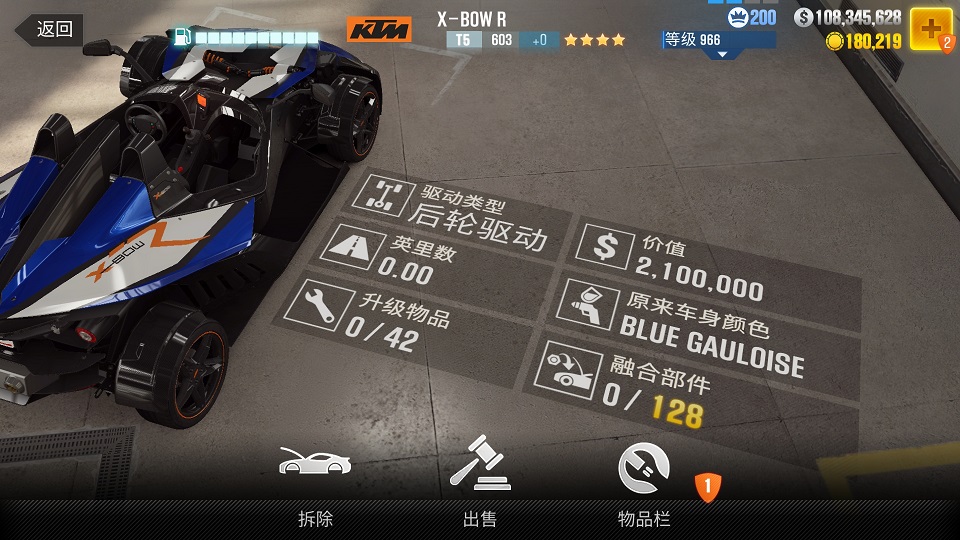 返回
KTM
X-BOW R
T5 603 +0
等级 966
200
108,345,628
180,219
2
驱动类型
后轮驱动
英里数
0.00
升级物品
0/42
价值
2,100,000
原来车身颜色
BLUE GAULOISE
融合部件
0/128
X-BOW
拆除
出售
物品栏
1